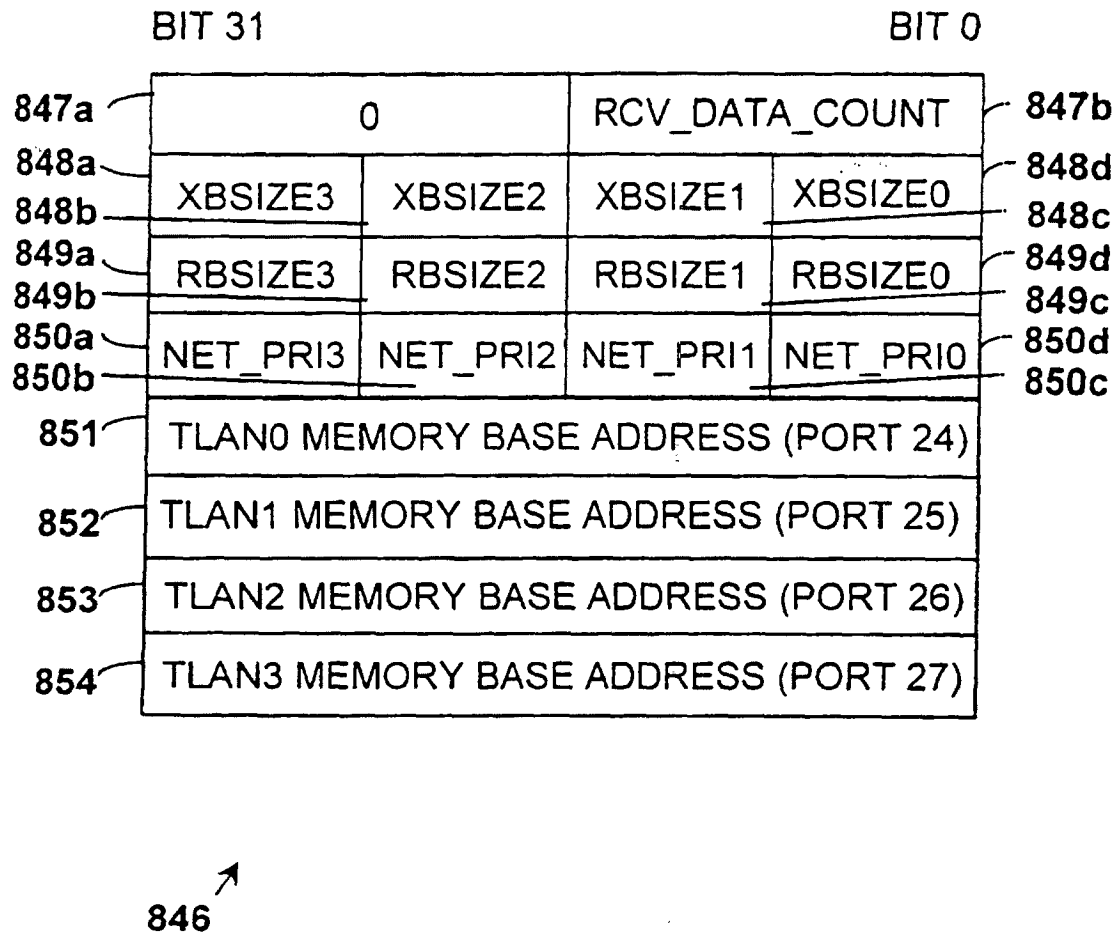 BIT 31 BIT 0
847a 0 RCV_DATA_COUNT 847b
848a XBSIZE3 XBSIZE2 XBSIZE1 XBSIZE0 848d
848b 848c
849a RBSIZE3 RBSIZE2 RBSIZE1 RBSIZE0 849d
849b 849c
850a NET_PRI3 NET_PRI2 NET_PRI1 NET_PRI0 850d
850b 850c
851 TLAN0 MEMORY BASE ADDRESS (PORT 24)
852 TLAN1 MEMORY BASE ADDRESS (PORT 25)
853 TLAN2 MEMORY BASE ADDRESS (PORT 26)
854 TLAN3 MEMORY BASE ADDRESS (PORT 27)
846